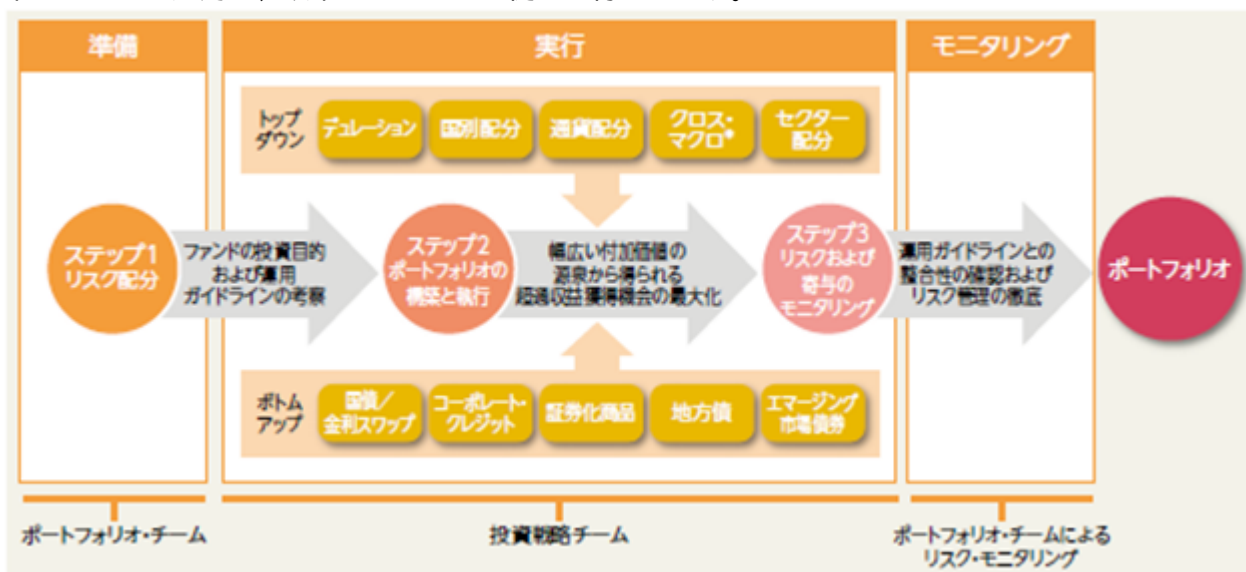 準備
実行
モニタリング
トップ
ダウン
デュレーション
国別配分
通貨配分
クロス・
マクロ*
セクター
配分
ステップ1
リスク配分
ファンドの投資目的
および運用
ガイドラインの考察
ステップ2
ポートフォリオの
構築と執行
幅広い付加価値の
源泉から得られる
超過収益獲得機会の最大化
ステップ3
リスクおよび
寄与の
モニタリング
運用ガイドラインとの
整合性の確認および
リスク管理の徹底
ポートフォリオ
ボトム
アップ
国債／
金利スワップ
コーポレート・
クレジット
証券化商品
地方債
エマージング
市場債券
ポートフォリオ・チーム
投資戦略チーム
ポートフォリオ・チームによる
リスク・モニタリング